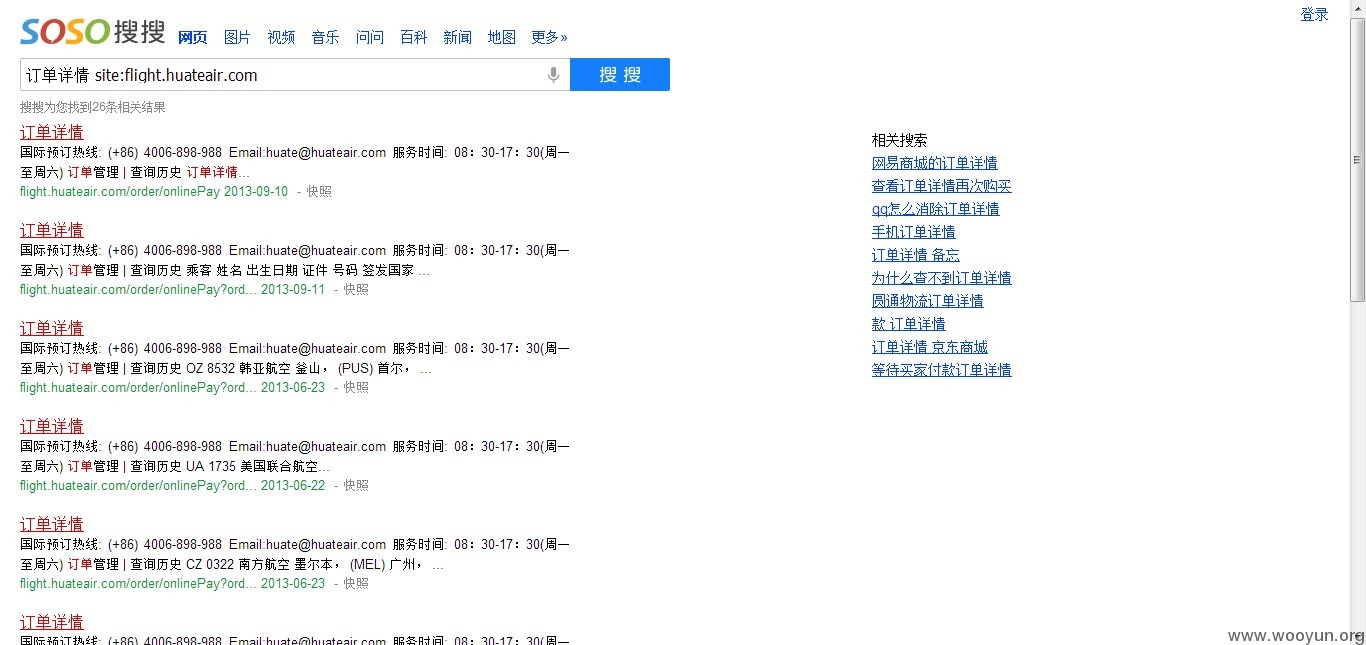 登录
SOSO搜搜 网页 图片 视频 音乐 问问 百科 新闻 地图 更多»
订单详情 site:flight.huateair.com 搜搜
搜搜为您找到26条相关结果
订单详情
国际预订热线: (+86) 4006-898-988 Email:huate@huateair.com 服务时间: 08：30-17：30(周一
至周六) 订单管理 | 查询历史 订单详情...
flight.huateair.com/order/onlinePay 2013-09-10 - 快照
订单详情
国际预订热线: (+86) 4006-898-988 Email:huate@huateair.com 服务时间: 08：30-17：30(周一
至周六) 订单管理 | 查询历史 乘客 姓名 出生日期 证件 号码 签发国家 ...
flight.huateair.com/order/onlinePay?ord... 2013-09-11 - 快照
订单详情
国际预订热线: (+86) 4006-898-988 Email:huate@huateair.com 服务时间: 08：30-17：30(周一
至周六) 订单管理 | 查询历史 OZ 8532 韩亚航空 釜山， (PUS) 首尔， ...
flight.huateair.com/order/onlinePay?ord... 2013-06-23 - 快照
订单详情
国际预订热线: (+86) 4006-898-988 Email:huate@huateair.com 服务时间: 08：30-17：30(周一
至周六) 订单管理 | 查询历史 UA 1735 美国联合航空...
flight.huateair.com/order/onlinePay?ord... 2013-06-22 - 快照
订单详情
国际预订热线: (+86) 4006-898-988 Email:huate@huateair.com 服务时间: 08：30-17：30(周一
至周六) 订单管理 | 查询历史 CZ 0322 南方航空 墨尔本， (MEL) 广州， ...
flight.huateair.com/order/onlinePay?ord... 2013-06-23 - 快照
订单详情
国际预订热线: (+86) 4006-898-988 Email:huate@huateair.com 服务时间: 08：30-17：30(周一
相关搜索
网易商城的订单详情
查看订单详情再次购买
qq怎么消除订单详情
手机订单详情
订单详情 备忘
为什么查不到订单详情
圆通物流订单详情
款 订单详情
订单详情 京东商城
等待买家付款订单详情
www.wooyun.org